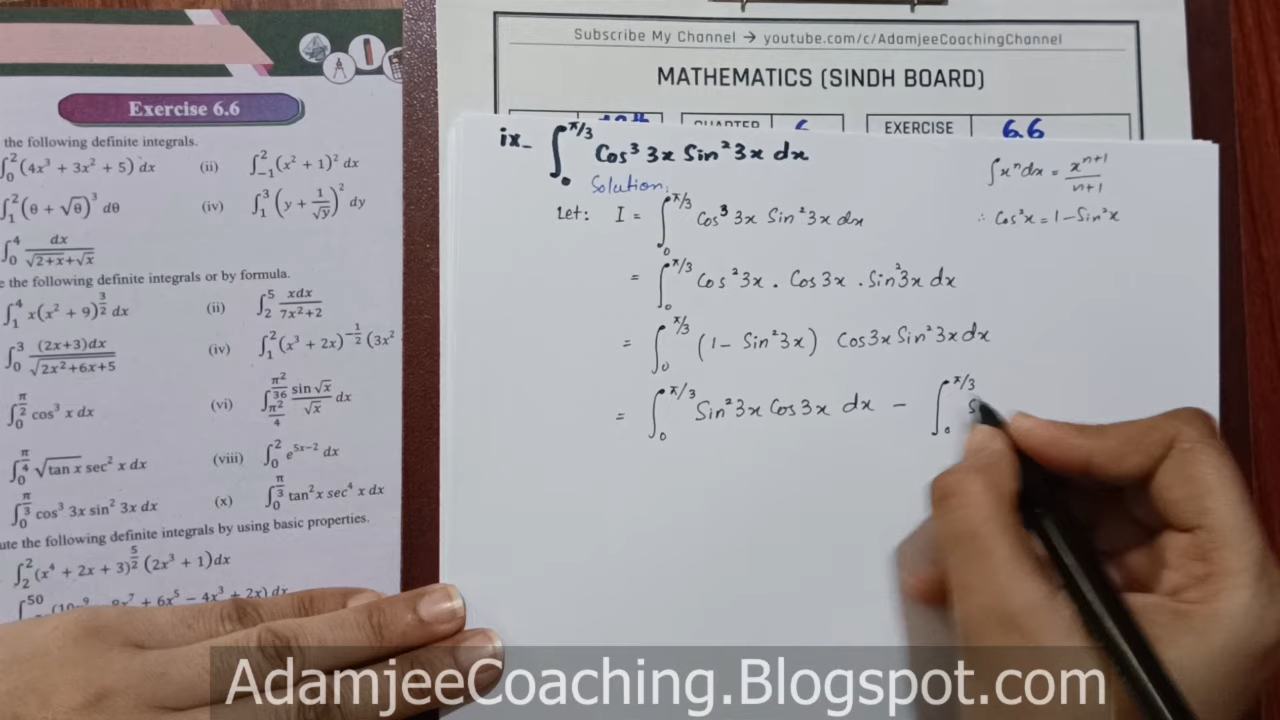 Exercise 6.6
the following definite integrals.
∫₀² (4x³ + 3x² + 5) dx (ii) ∫₋₁² (x² + 1)² dx
∫₁² (θ + √θ)³ dθ (iv) ∫₁³ (y + 1/√y)² dy
∫₀⁴ dx/(√(2+x)+√x)
e the following definite integrals or by formula.
∫₁⁴ x(x² + 9)^(3/2) dx (ii) ∫₂⁵ xdx/(7x²+2)
∫₀³ (2x+3)dx/√(2x²+6x+5) (iv) ∫₁² (x³ + 2x)^(-1/2) (3x²
∫₀^(π/2) cos³ x dx (vi) ∫_(π²/4)^(π²/36) sin √x/√x dx
∫₀^(π/4) √(tan x) sec² x dx (viii) ∫₀² e^(5x−2) dx
∫₀^(π/3) cos³ 3x sin² 3x dx (x) ∫₀^(π/3) tan² x sec⁴ x dx
ute the following definite integrals by using basic properties.
∫₂² (x⁴ + 2x + 3)^(5/2) (2x³ + 1)dx
Subscribe My Channel → youtube.com/c/AdamjeeCoachingChannel
MATHEMATICS (SINDH BOARD)
CHAPTER 6 EXERCISE 6.6
ix- ∫₀^(π/3) Cos³ 3x Sin² 3x dx
Solution:
Let: I = ∫₀^(π/3) Cos³ 3x Sin² 3x dx
= ∫₀^(π/3) Cos² 3x . Cos 3x . Sin² 3x dx
= ∫₀^(π/3) (1 - Sin² 3x) Cos3x Sin² 3x dx
= ∫₀^(π/3) Sin² 3x Cos 3x dx - ∫₀^(π/3) S
∫xⁿdx = x^(n+1)/(n+1)
∴ Cos²x = 1 - Sin²x
AdamjeeCoaching.Blogspot.com